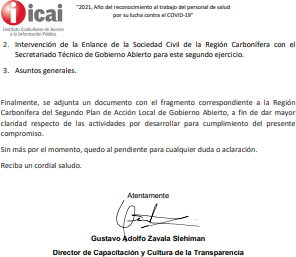 icai
Instituto Coahuilense de Acceso
a la Información Pública
"2021, Año del reconocimiento al trabajo del personal de salud
por su lucha contra el COVID-19"
2. Intervención de la Enlance de la Sociedad Civil de la Región Carbonífera con el
Secretariado Técnico de Gobierno Abierto para este segundo ejercicio.
3. Asuntos generales.
Finalmente, se adjunta un documento con el fragmento correspondiente a la Región
Carbonífera del Segundo Plan de Acción Local de Gobierno Abierto, a fin de dar mayor
claridad respecto de las actividades por desarrollar para cumplimiento del presente
compromiso.
Sin más por el momento, quedo al pendiente para cualquier duda o aclaración.
Reciba un cordial saludo.
Atentamente
Gustavo Adolfo Zavala Slehiman
Director de Capacitación y Cultura de la Transparencia